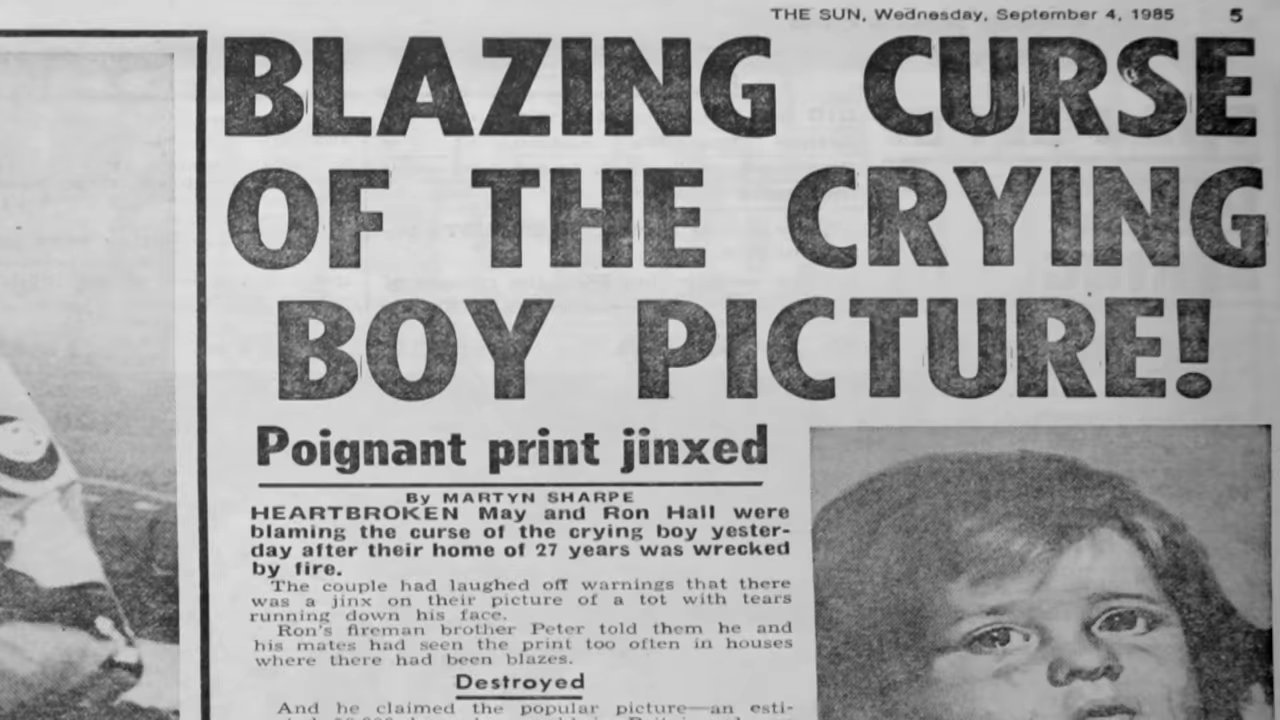 THE SUN, Wednesday, September 4, 1985 5
BLAZING CURSE
OF THE CRYING
BOY PICTURE!
Poignant print jinxed
By MARTYN SHARPE
HEARTBROKEN May and Ron Hall were
blaming the curse of the crying boy yester-
day after their home of 27 years was wrecked
by fire.
The couple had laughed off warnings that there
was a jinx on their picture of a tot with tears
running down his face.
Ron's fireman brother Peter told them he and
his mates had seen the print too often in houses
where there had been blazes.
Destroyed
And he claimed the popular picture—an esti-